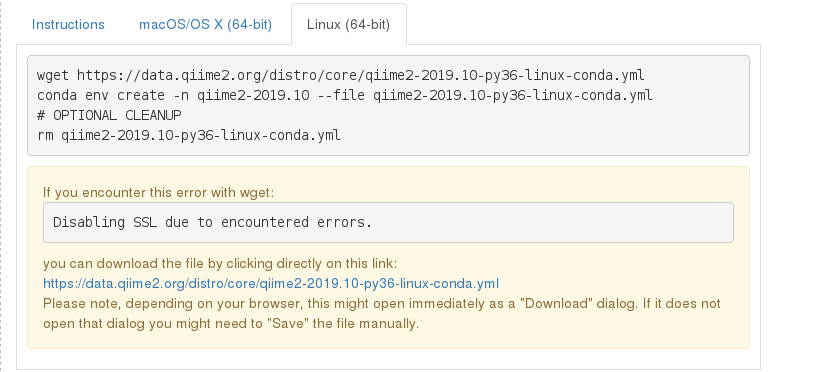 Instructions
macOS/OS X (64-bit)
Linux (64-bit)
wget https://data.qiime2.org/distro/core/qiime2-2019.10-py36-linux-conda.yml
conda env create -n qiime2-2019.10 --file qiime2-2019.10-py36-linux-conda.yml
# OPTIONAL CLEANUP
rm qiime2-2019.10-py36-linux-conda.yml
If you encounter this error with wget:
Disabling SSL due to encountered errors.
you can download the file by clicking directly on this link:
https://data.qiime2.org/distro/core/qiime2-2019.10-py36-linux-conda.yml
Please note, depending on your browser, this might open immediately as a "Download" dialog. If it does not
open that dialog you might need to "Save" the file manually.